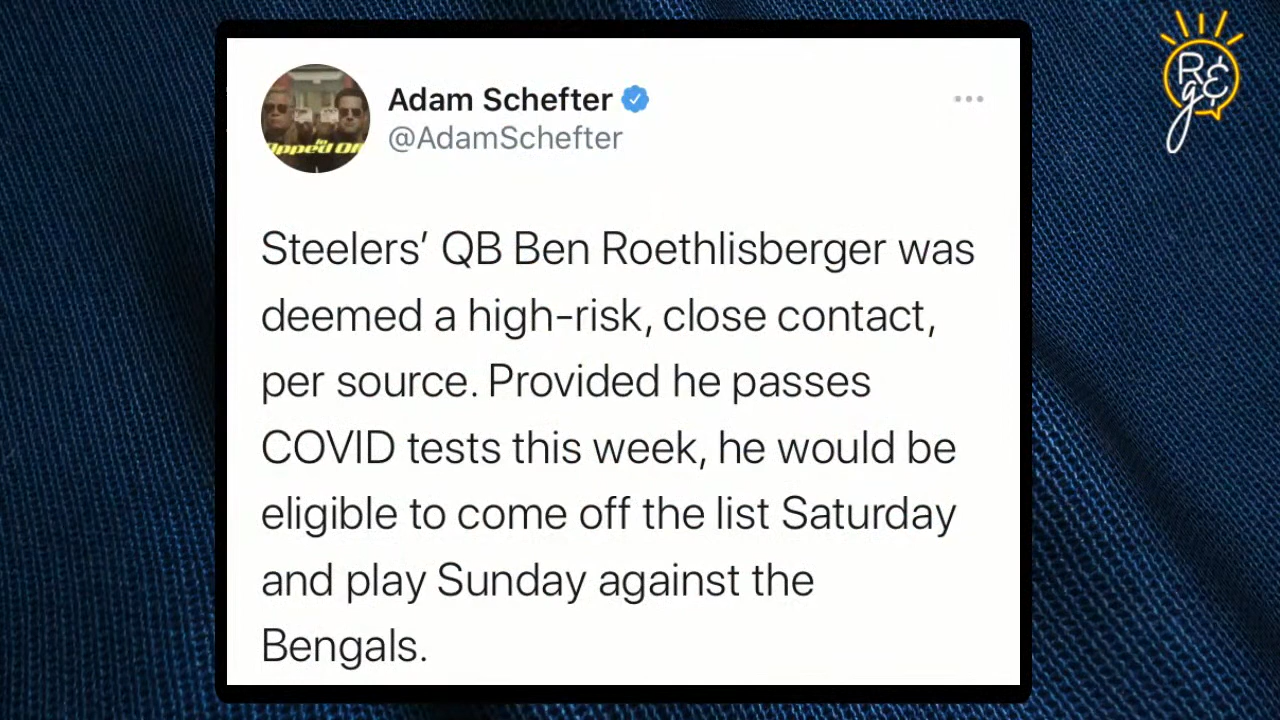 Adam Schefter
@AdamSchefter
Steelers’ QB Ben Roethlisberger was
deemed a high-risk, close contact,
per source. Provided he passes
COVID tests this week, he would be
eligible to come off the list Saturday
and play Sunday against the
Bengals.